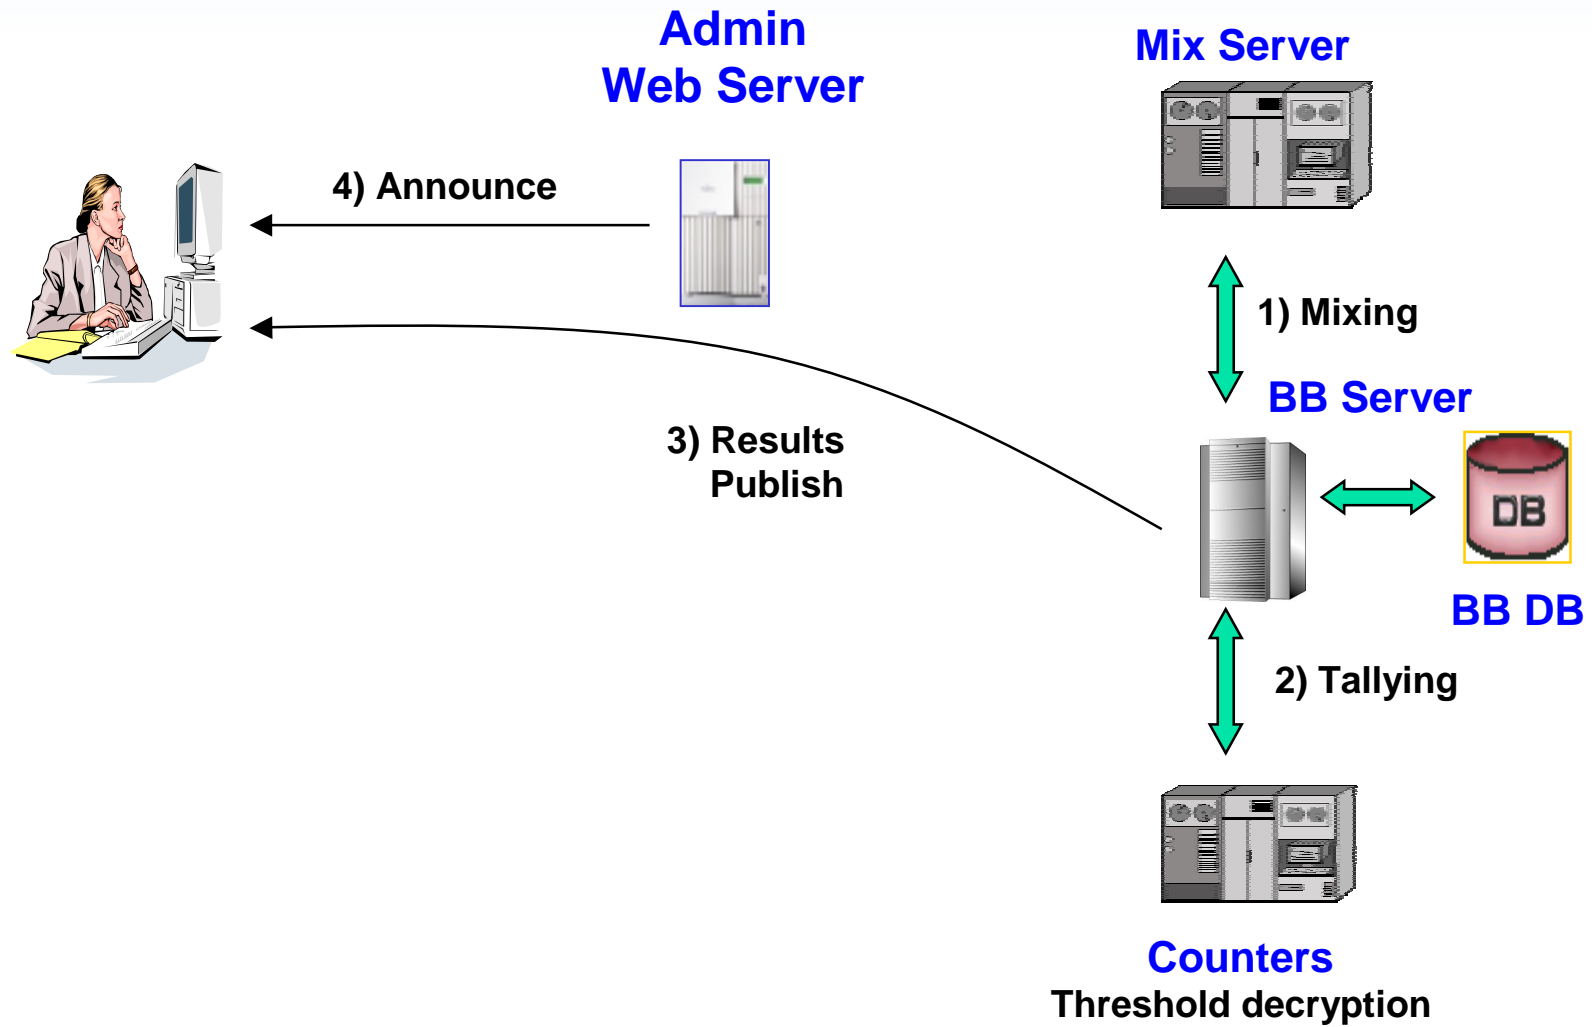 Admin
Web Server
Mix Server
4) Announce
1) Mixing
BB Server
3) Results
Publish
DB
BB DB
2) Tallying
Counters
Threshold decryption